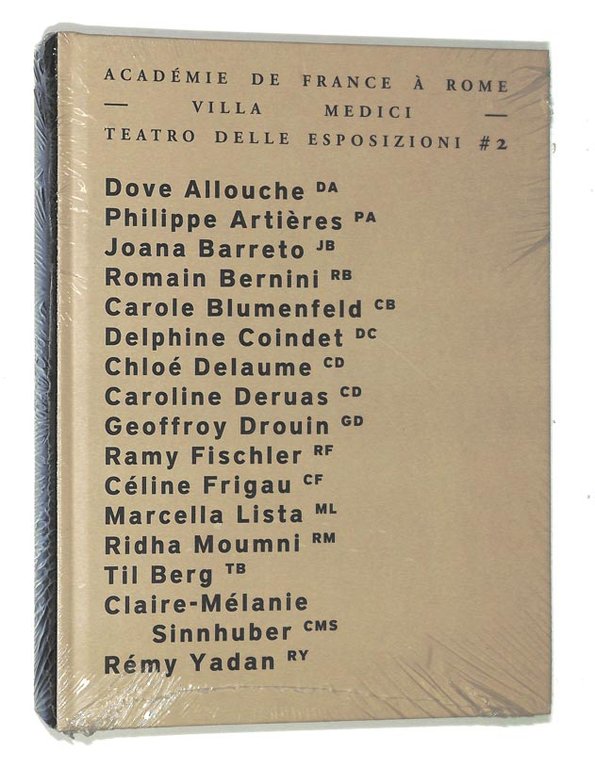 ACADÉMIE DE FRANCE À ROME
— VILLA MEDICI —
TEATRO DELLE ESPOSIZIONI #2
Dove Allouche DA
Philippe Artières PA
Joana Barreto JB
Romain Bernini RB
Carole Blumenfeld CB
Delphine Coindet DC
Chloé Delaume CD
Caroline Deruas CD
Geoffroy Drouin GD
Ramy Fischler RF
Céline Frigau CF
Marcella Lista ML
Ridha Moumni RM
Til Berg TB
Claire-Mélanie
Sinnhuber CMS
Rémy Yadan RY